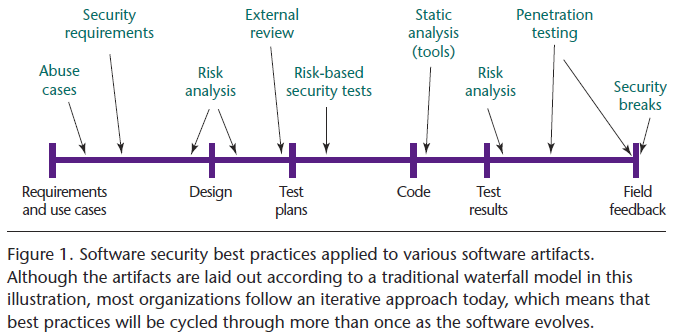 Security
requirements
External
review
Static
analysis
(tools)
Penetration
testing
Abuse
cases
Risk
analysis
Risk-based
security tests
Risk
analysis
Security
breaks
Requirements
and use cases
Design
Test
plans
Code
Test
results
Field
feedback
Figure 1. Software security best practices applied to various software artifacts.
Although the artifacts are laid out according to a traditional waterfall model in this
illustration, most organizations follow an iterative approach today, which means that
best practices will be cycled through more than once as the software evolves.